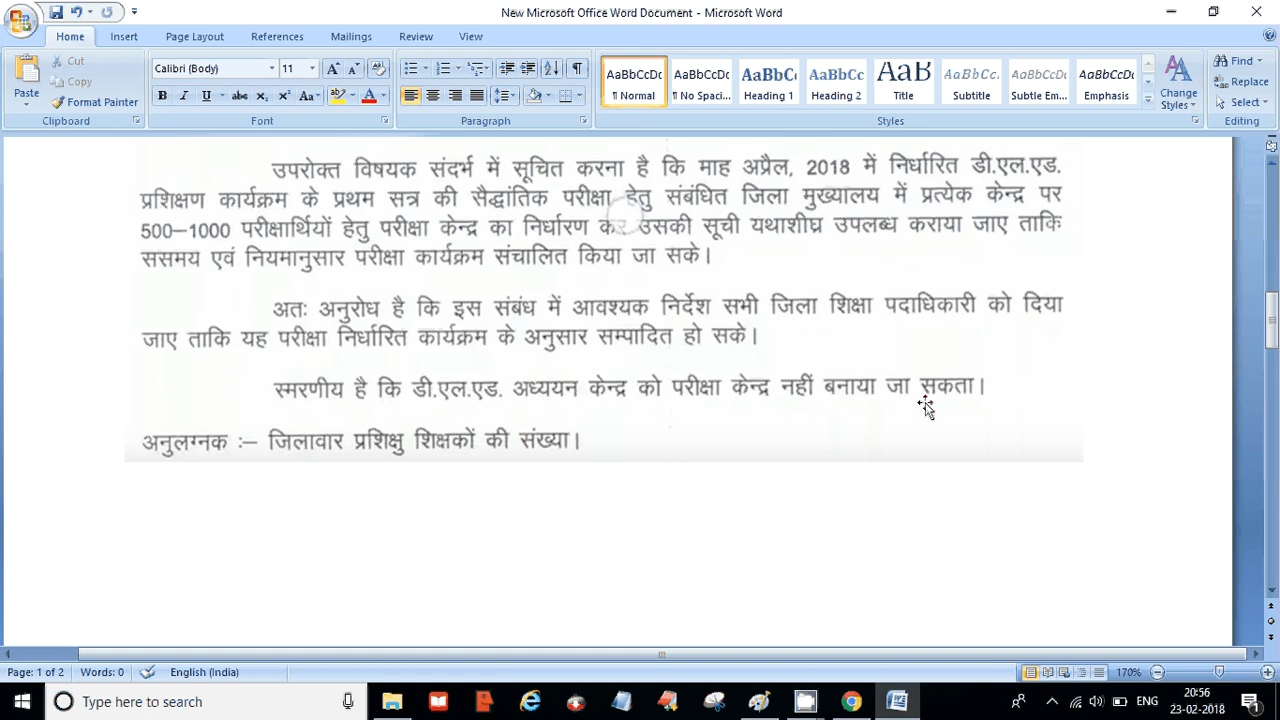 New Microsoft Office Word Document - Microsoft Word
Home Insert Page Layout References Mailings Review View
Cut
Copy
Format Painter
Paste
Clipboard
Calibri (Body) 11
Font
Paragraph
AaBbCcDc AaBbCcDc AaBbC AaBbCc AaB AaBbCc. AaBbCcDc AaBbCcDc
¶ Normal ¶ No Spaci... Heading 1 Heading 2 Title Subtitle Subtle Em... Emphasis
Styles
Change Styles
Find
Replace
Select
Editing
उपरोक्त विषयक संदर्भ में सूचित करना है कि माह अप्रैल, 2018 में निर्धारित डी.एल.एड.
प्रशिक्षण कार्यक्रम के प्रथम सत्र की सैद्धांतिक परीक्षा हेतु संबंधित जिला मुख्यालय में प्रत्येक केन्द्र पर
500–1000 परीक्षार्थियों हेतु परीक्षा केन्द्र का निर्धारण कर उसकी सूची यथाशीघ्र उपलब्ध कराया जाए ताकि
ससमय एवं नियमानुसार परीक्षा कार्यक्रम संचालित किया जा सके।
अतः अनुरोध है कि इस संबंध में आवश्यक निर्देश सभी जिला शिक्षा पदाधिकारी को दिया
जाए ताकि यह परीक्षा निर्धारित कार्यक्रम के अनुसार सम्पादित हो सके।
स्मरणीय है कि डी.एल.एड. अध्ययन केन्द्र को परीक्षा केन्द्र नहीं बनाया जा सकता।
अनुलग्नक :– जिलावार प्रशिक्षु शिक्षकों की संख्या।
Page: 1 of 2 Words: 0 English (India) 170%
Type here to search ENG 20:56
23-02-2018